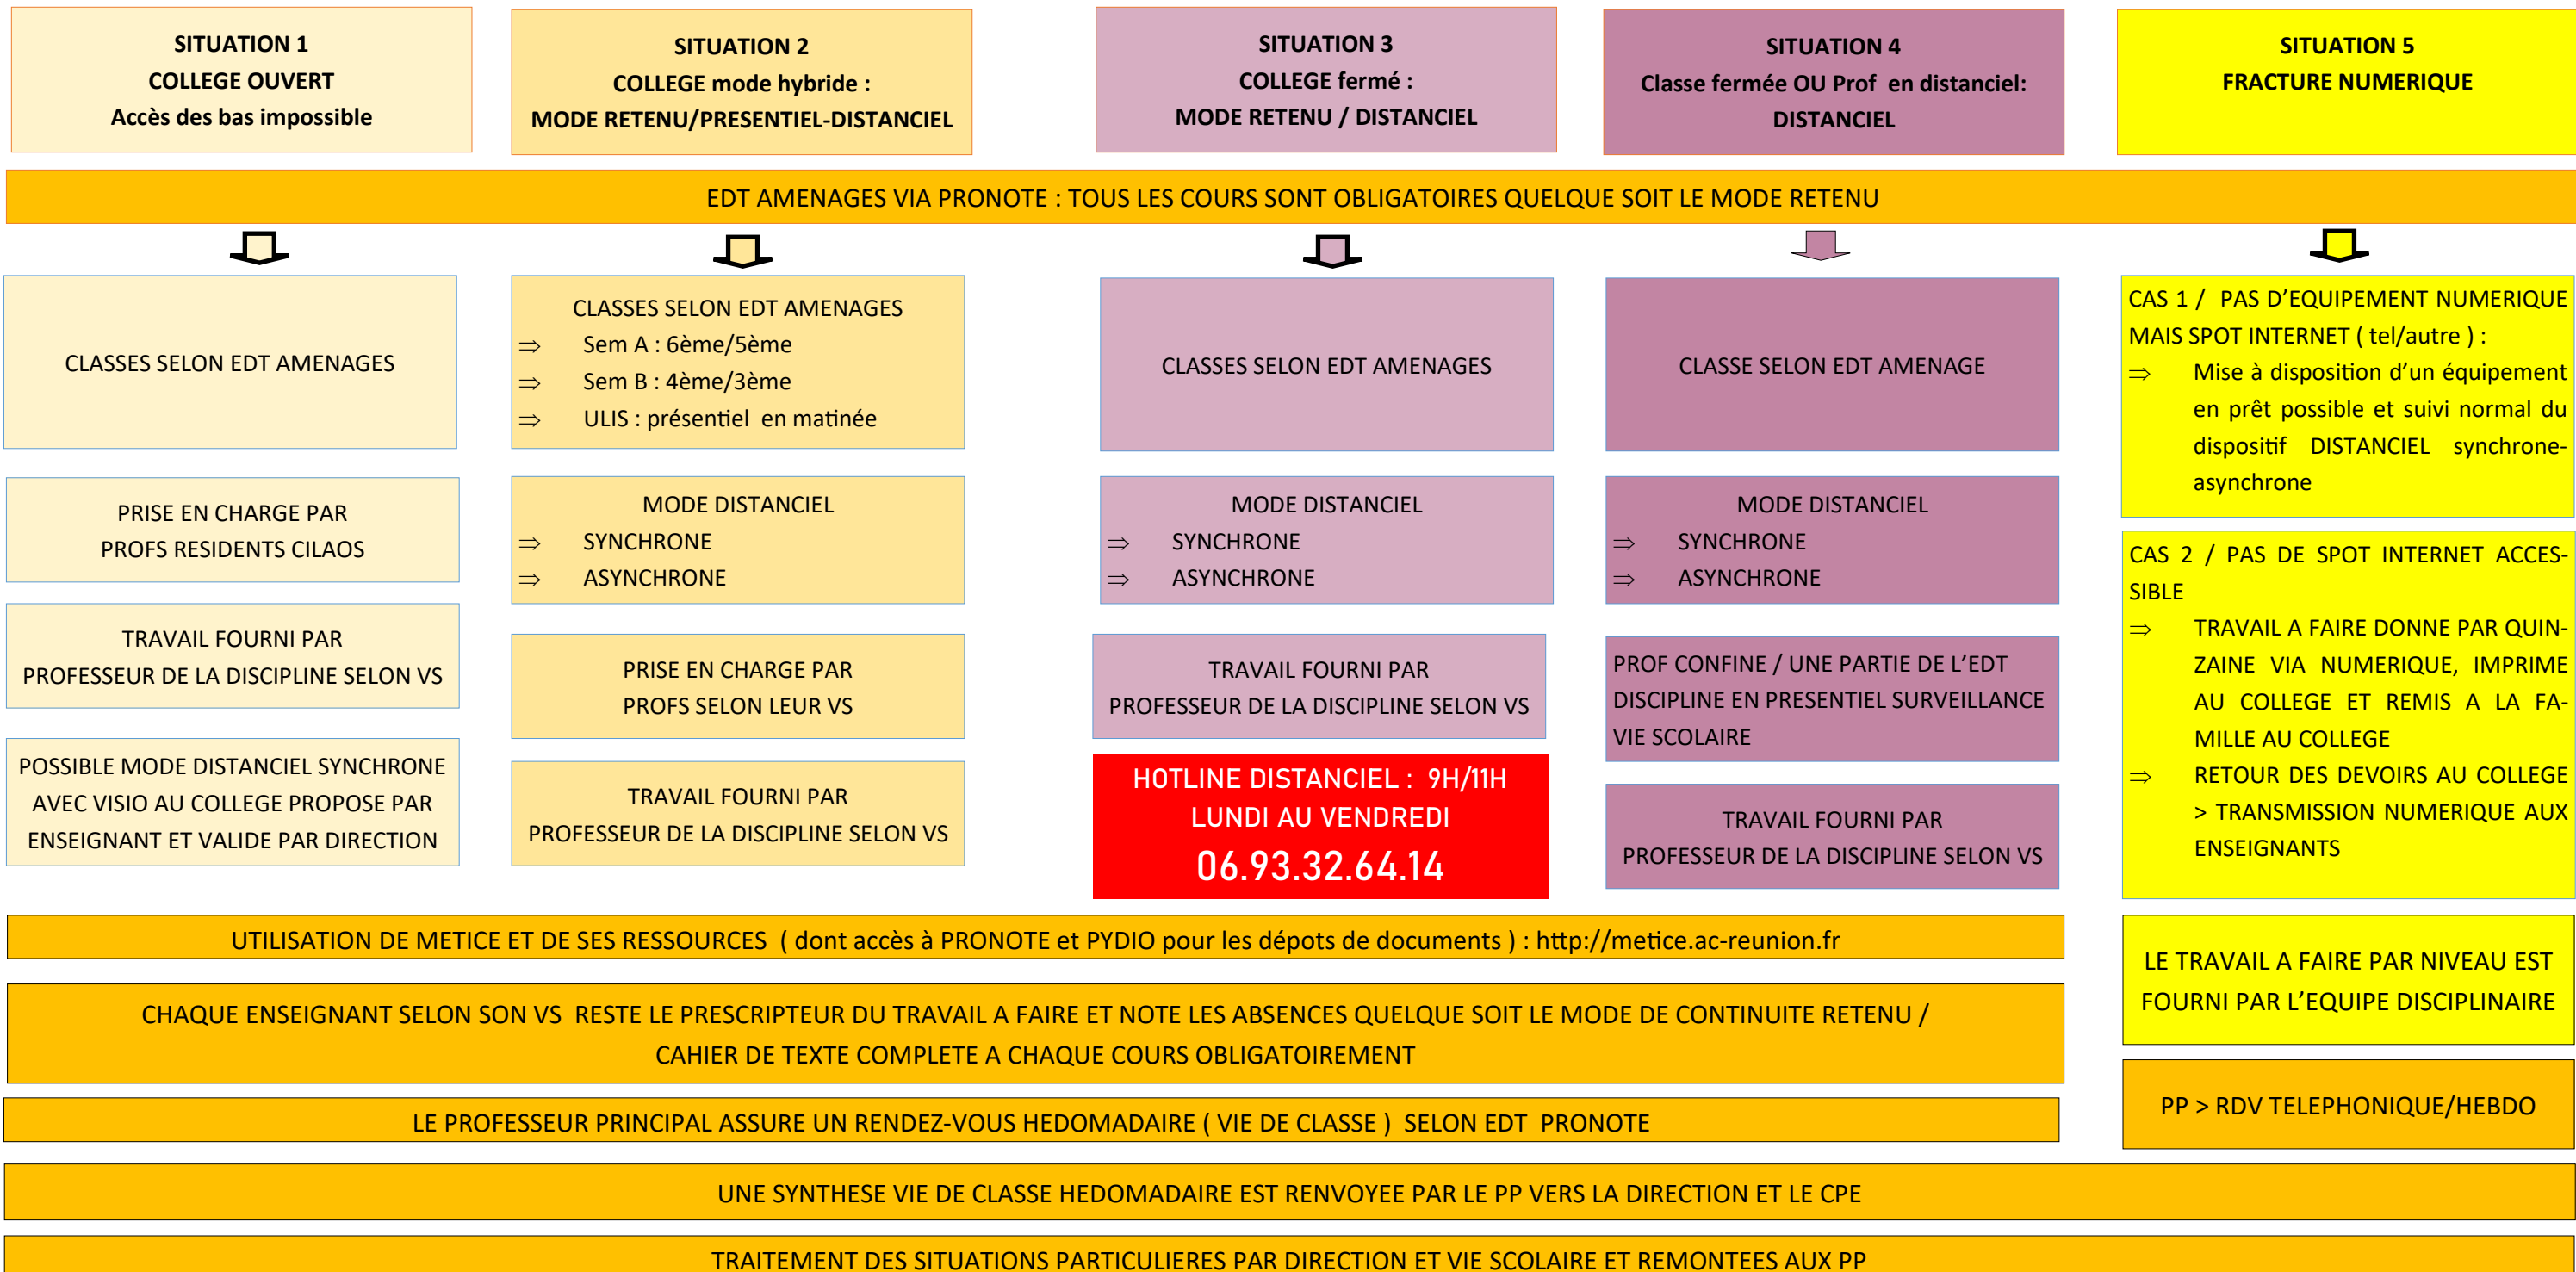 SITUATION 1
COLLEGE OUVERT
Accès des bas impossible
SITUATION 2
COLLEGE mode hybride :
MODE RETENU/PRESENTIEL-DISTANCIEL
SITUATION 3
COLLEGE fermé :
MODE RETENU / DISTANCIEL
SITUATION 4
Classe fermée OU Prof en distanciel:
DISTANCIEL
SITUATION 5
FRACTURE NUMERIQUE
EDT AMENAGES VIA PRONOTE : TOUS LES COURS SONT OBLIGATOIRES QUELQUE SOIT LE MODE RETENU
CLASSES SELON EDT AMENAGES
PRISE EN CHARGE PAR
PROFS RESIDENTS CILAOS
TRAVAIL FOURNI PAR
PROFESSEUR DE LA DISCIPLINE SELON VS
POSSIBLE MODE DISTANCIEL SYNCHRONE
AVEC VISIO AU COLLEGE PROPOSE PAR
ENSEIGNANT ET VALIDE PAR DIRECTION
CLASSES SELON EDT AMENAGES
⇒ Sem A : 6ème/5ème
⇒ Sem B : 4ème/3ème
⇒ ULIS : présentiel en matinée
MODE DISTANCIEL
⇒ SYNCHRONE
⇒ ASYNCHRONE
PRISE EN CHARGE PAR
PROFS SELON LEUR VS
TRAVAIL FOURNI PAR
PROFESSEUR DE LA DISCIPLINE SELON VS
CLASSES SELON EDT AMENAGES
MODE DISTANCIEL
⇒ SYNCHRONE
⇒ ASYNCHRONE
TRAVAIL FOURNI PAR
PROFESSEUR DE LA DISCIPLINE SELON VS
HOTLINE DISTANCIEL : 9H/11H
LUNDI AU VENDREDI
06.93.32.64.14
CLASSE SELON EDT AMENAGE
MODE DISTANCIEL
⇒ SYNCHRONE
⇒ ASYNCHRONE
PROF CONFINE / UNE PARTIE DE L'EDT
DISCIPLINE EN PRESENTIEL SURVEILLANCE
VIE SCOLAIRE
TRAVAIL FOURNI PAR
PROFESSEUR DE LA DISCIPLINE SELON VS
CAS 1 / PAS D'EQUIPEMENT NUMERIQUE
MAIS SPOT INTERNET ( tel/autre ) :
⇒ Mise à disposition d'un équipement
en prêt possible et suivi normal du
dispositif DISTANCIEL synchrone-
asynchrone
CAS 2 / PAS DE SPOT INTERNET ACCES-
SIBLE
⇒ TRAVAIL A FAIRE DONNE PAR QUIN-
ZAINE VIA NUMERIQUE, IMPRIME
AU COLLEGE ET REMIS A LA FA-
MILLE AU COLLEGE
⇒ RETOUR DES DEVOIRS AU COLLEGE
> TRANSMISSION NUMERIQUE AUX
ENSEIGNANTS
UTILISATION DE METICE ET DE SES RESSOURCES ( dont accès à PRONOTE et PYDIO pour les dépots de documents ) : http://metice.ac-reunion.fr
CHAQUE ENSEIGNANT SELON SON VS RESTE LE PRESCRIPTEUR DU TRAVAIL A FAIRE ET NOTE LES ABSENCES QUELQUE SOIT LE MODE DE CONTINUITE RETENU /
CAHIER DE TEXTE COMPLETE A CHAQUE COURS OBLIGATOIREMENT
LE PROFESSEUR PRINCIPAL ASSURE UN RENDEZ-VOUS HEDOMADAIRE ( VIE DE CLASSE ) SELON EDT PRONOTE
LE TRAVAIL A FAIRE PAR NIVEAU EST
FOURNI PAR L'EQUIPE DISCIPLINAIRE
PP > RDV TELEPHONIQUE/HEBDO
UNE SYNTHESE VIE DE CLASSE HEDOMADAIRE EST RENVOYEE PAR LE PP VERS LA DIRECTION ET LE CPE
TRAITEMENT DES SITUATIONS PARTICULIERES PAR DIRECTION ET VIE SCOLAIRE ET REMONTEES AUX PP